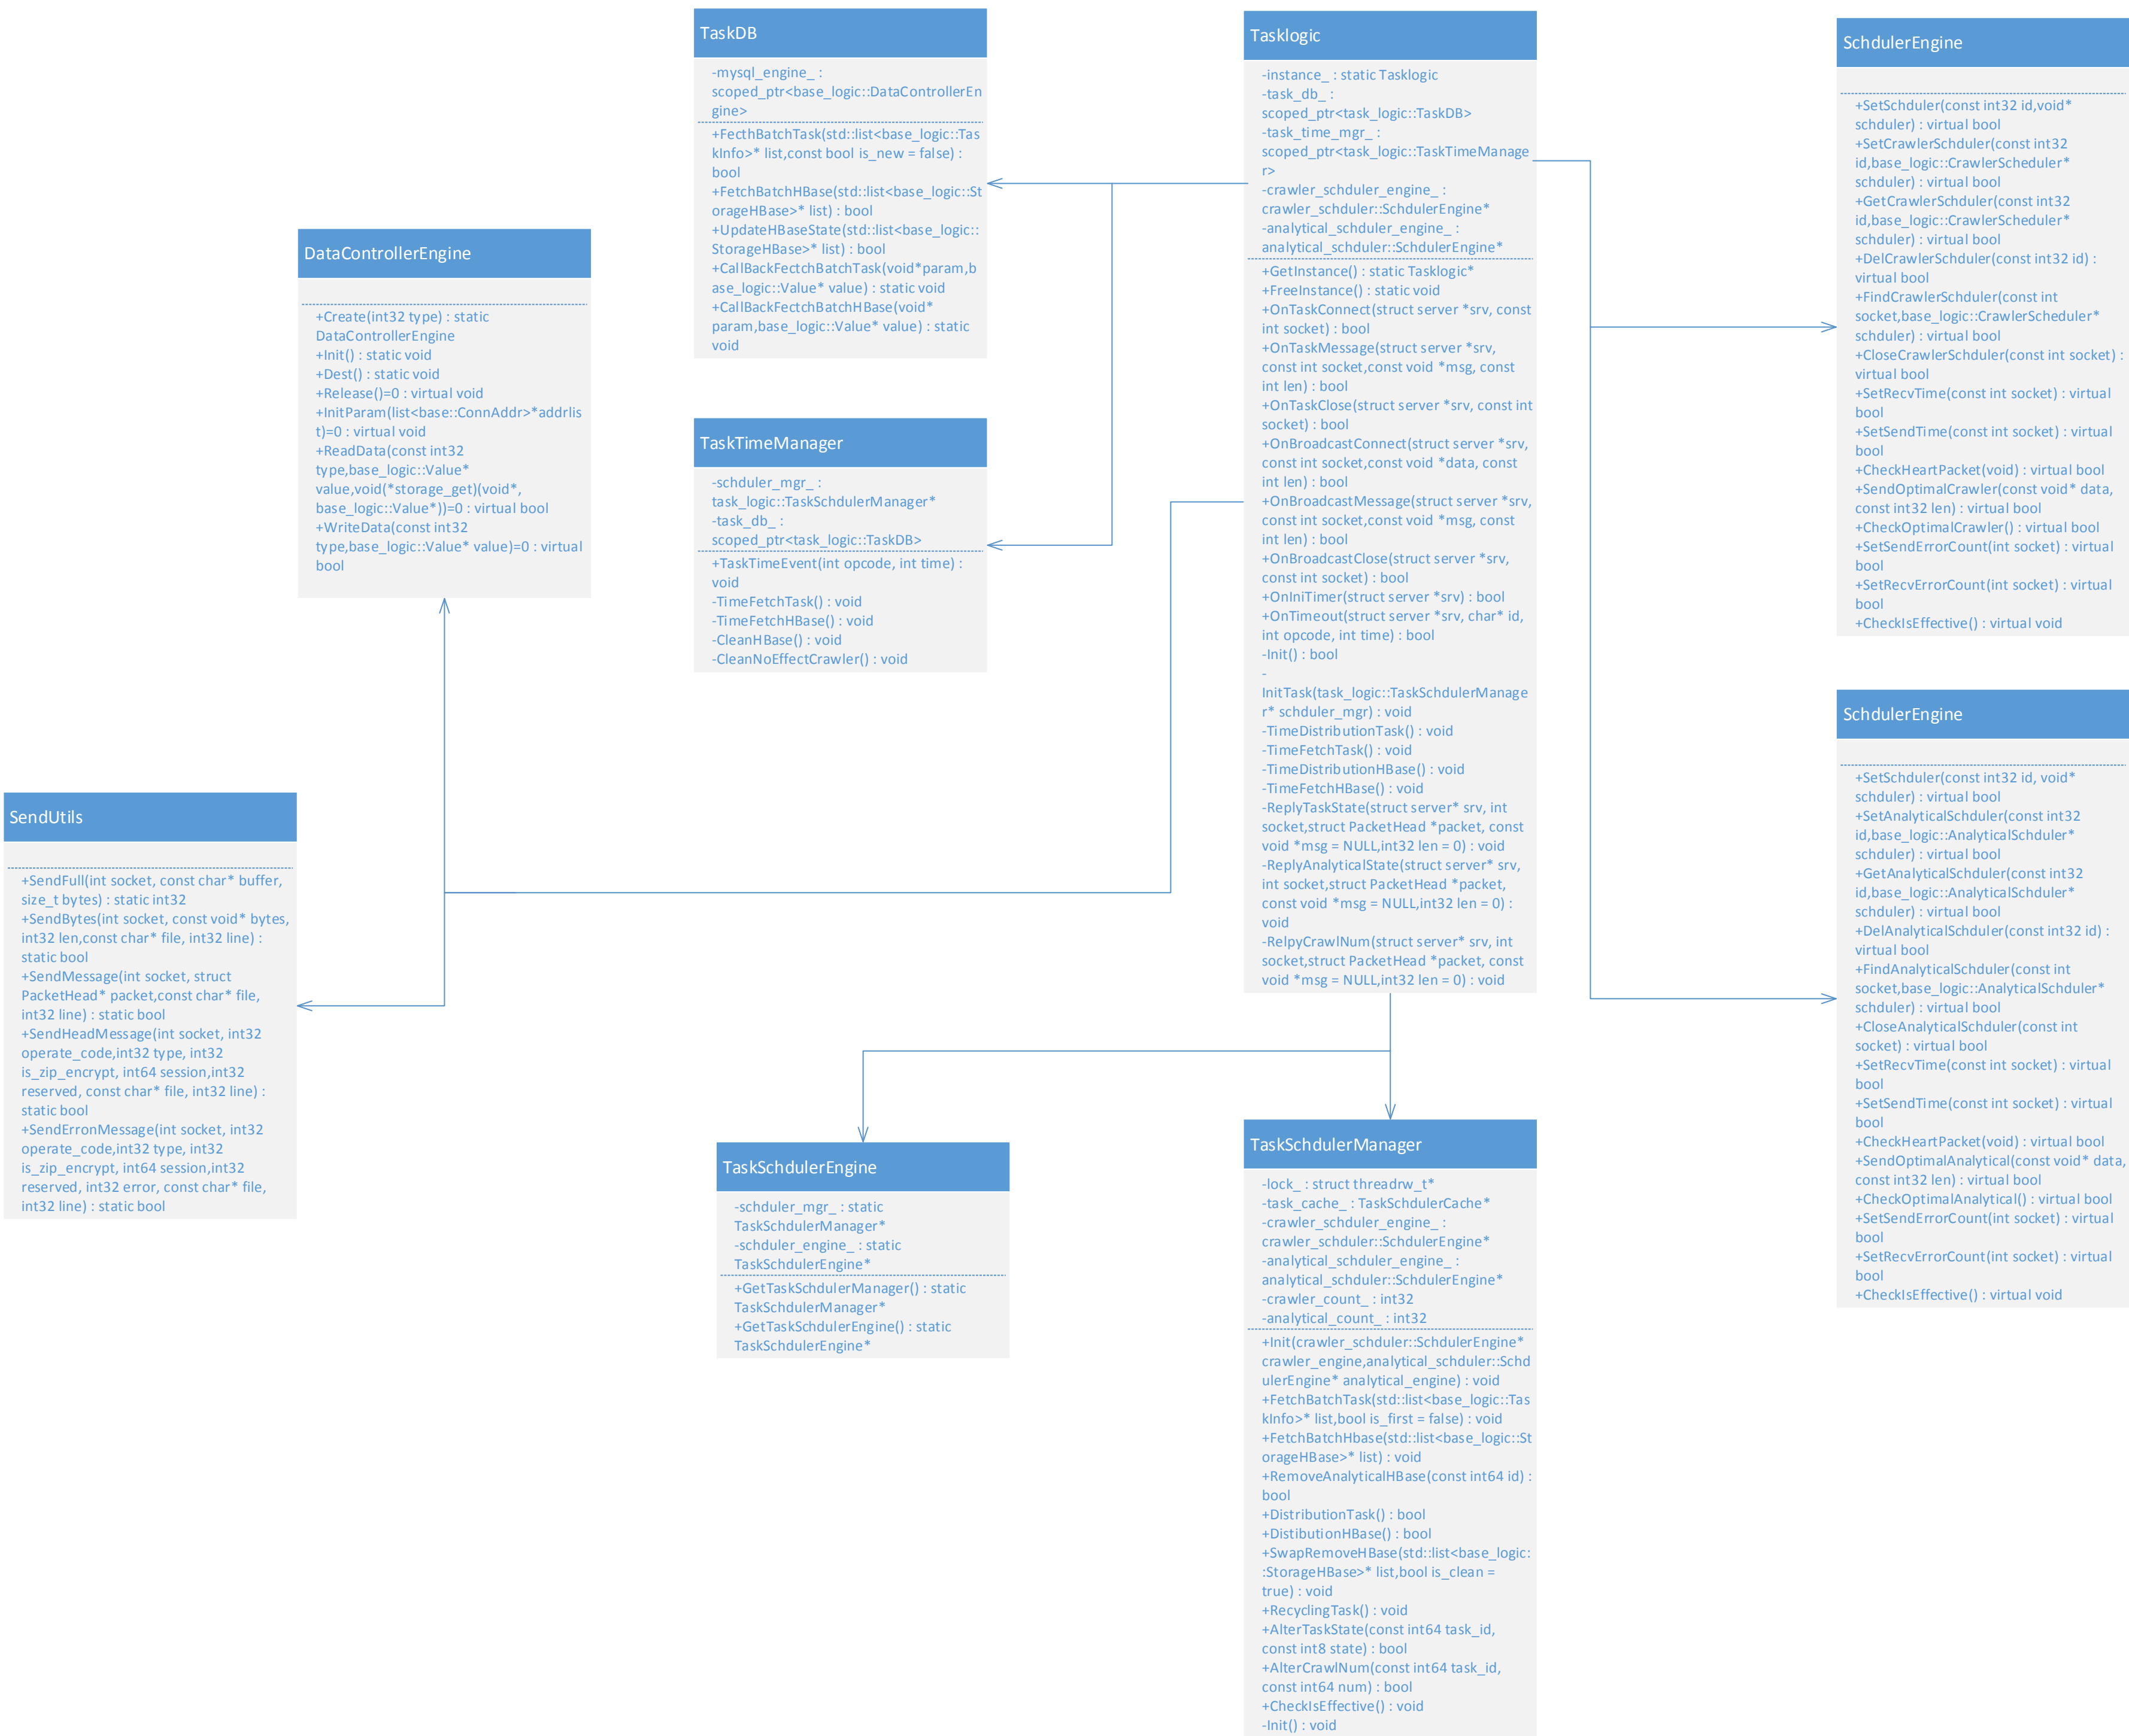 TaskDB
-mysql_engine_ :
scoped_ptr<base_logic::DataControllerEn
gine>
+FecthBatchTask(std::list<base_logic::Tas
kInfo>* list,const bool is_new = false) :
bool
+FetchBatchHBase(std::list<base_logic::St
orageHBase>* list) : bool
+UpdateHBaseState(std::list<base_logic::
StorageHBase>* list) : bool
+CallBackFectchBatchTask(void*param,b
ase_logic::Value* value) : static void
+CallBackFectchBatchHBase(void*
param,base_logic::Value* value) : static
void
Tasklogic
-instance_ : static Tasklogic
-task_db_ :
scoped_ptr<task_logic::TaskDB>
-task_time_mgr_ :
scoped_ptr<task_logic::TaskTimeManage
r>
-crawler_schduler_engine_ :
crawler_schduler::SchdulerEngine*
-analytical_schduler_engine_ :
analytical_schduler::SchdulerEngine*
+GetInstance() : static Tasklogic*
+FreeInstance() : static void
+OnTaskConnect(struct server *srv, const
int socket) : bool
+OnTaskMessage(struct server *srv,
const int socket,const void *msg, const
int len) : bool
+OnTaskClose(struct server *srv, const int
socket) : bool
+OnBroadcastConnect(struct server *srv,
const int socket,const void *data, const
int len) : bool
+OnBroadcastMessage(struct server *srv,
const int socket,const void *msg, const
int len) : bool
+OnBroadcastClose(struct server *srv,
const int socket) : bool
+OnIniTimer(struct server *srv) : bool
+OnTimeout(struct server *srv, char* id,
int opcode, int time) : bool
-Init() : bool
-
InitTask(task_logic::TaskSchdulerManage
r* schduler_mgr) : void
-TimeDistributionTask() : void
-TimeFetchTask() : void
-TimeDistributionHBase() : void
-TimeFetchHBase() : void
-ReplyTaskState(struct server* srv, int
socket,struct PacketHead *packet, const
void *msg = NULL,int32 len = 0) : void
-ReplyAnalyticalState(struct server* srv,
int socket,struct PacketHead *packet,
const void *msg = NULL,int32 len = 0) :
void
-RelpyCrawlNum(struct server* srv, int
socket,struct PacketHead *packet, const
void *msg = NULL,int32 len = 0) : void
SchdulerEngine
+SetSchduler(const int32 id,void*
schduler) : virtual bool
+SetCrawlerSchduler(const int32
id,base_logic::CrawlerScheduler*
schduler) : virtual bool
+GetCrawlerSchduler(const int32
id,base_logic::CrawlerScheduler*
schduler) : virtual bool
+DelCrawlerSchduler(const int32 id) :
virtual bool
+FindCrawlerSchduler(const int
socket,base_logic::CrawlerScheduler*
schduler) : virtual bool
+CloseCrawlerSchduler(const int socket) :
virtual bool
+SetRecvTime(const int socket) : virtual
bool
+SetSendTime(const int socket) : virtual
bool
+CheckHeartPacket(void) : virtual bool
+SendOptimalCrawler(const void* data,
const int32 len) : virtual bool
+CheckOptimalCrawler() : virtual bool
+SetSendErrorCount(int socket) : virtual
bool
+SetRecvErrorCount(int socket) : virtual
bool
+CheckIsEffective() : virtual void
DataControllerEngine
+Create(int32 type) : static
DataControllerEngine
+Init() : static void
+Dest() : static void
+Release()=0 : virtual void
+InitParam(list<base::ConnAddr>*addrlis
t)=0 : virtual void
+ReadData(const int32
type,base_logic::Value*
value,void(*storage_get)(void*,
base_logic::Value*))=0 : virtual bool
+WriteData(const int32
type,base_logic::Value* value)=0 : virtual
bool
TaskTimeManager
-schduler_mgr_ :
task_logic::TaskSchdulerManager*
-task_db_ :
scoped_ptr<task_logic::TaskDB>
+TaskTimeEvent(int opcode, int time) :
void
-TimeFetchTask() : void
-TimeFetchHBase() : void
-CleanHBase() : void
-CleanNoEffectCrawler() : void
SchdulerEngine
+SetSchduler(const int32 id, void*
schduler) : virtual bool
+SetAnalyticalSchduler(const int32
id,base_logic::AnalyticalSchduler*
schduler) : virtual bool
+GetAnalyticalSchduler(const int32
id,base_logic::AnalyticalSchduler*
schduler) : virtual bool
+DelAnalyticalSchduler(const int32 id) :
virtual bool
+FindAnalyticalSchduler(const int
socket,base_logic::AnalyticalSchduler*
schduler) : virtual bool
+CloseAnalyticalSchduler(const int
socket) : virtual bool
+SetRecvTime(const int socket) : virtual
bool
+SetSendTime(const int socket) : virtual
bool
+CheckHeartPacket(void) : virtual bool
+SendOptimalAnalytical(const void* data,
const int32 len) : virtual bool
+CheckOptimalAnalytical() : virtual bool
+SetSendErrorCount(int socket) : virtual
bool
+SetRecvErrorCount(int socket) : virtual
bool
+CheckIsEffective() : virtual void
SendUtils
+SendFull(int socket, const char* buffer,
size_t bytes) : static int32
+SendBytes(int socket, const void* bytes,
int32 len,const char* file, int32 line) :
static bool
+SendMessage(int socket, struct
PacketHead* packet,const char* file,
int32 line) : static bool
+SendHeadMessage(int socket, int32
operate_code,int32 type, int32
is_zip_encrypt, int64 session,int32
reserved, const char* file, int32 line) :
static bool
+SendErronMessage(int socket, int32
operate_code,int32 type, int32
is_zip_encrypt, int64 session,int32
reserved, int32 error, const char* file,
int32 line) : static bool
TaskSchdulerEngine
-schduler_mgr_ : static
TaskSchdulerManager*
-schduler_engine_ : static
TaskSchdulerEngine*
+GetTaskSchdulerManager() : static
TaskSchdulerManager*
+GetTaskSchdulerEngine() : static
TaskSchdulerEngine*
TaskSchdulerManager
-lock_ : struct threadrw_t*
-task_cache_ : TaskSchdulerCache*
-crawler_schduler_engine_ :
crawler_schduler::SchdulerEngine*
-analytical_schduler_engine_ :
analytical_schduler::SchdulerEngine*
-crawler_count_ : int32
-analytical_count_ : int32
+Init(crawler_schduler::SchdulerEngine*
crawler_engine,analytical_schduler::Schd
ulerEngine* analytical_engine) : void
+FetchBatchTask(std::list<base_logic::Tas
kInfo>* list,bool is_first = false) : void
+FetchBatchHbase(std::list<base_logic::St
orageHBase>* list) : void
+RemoveAnalyticalHBase(const int64 id) :
bool
+DistributionTask() : bool
+DistibutionHBase() : bool
+SwapRemoveHBase(std::list<base_logic:
:StorageHBase>* list,bool is_clean =
true) : void
+RecyclingTask() : void
+AlterTaskState(const int64 task_id,
const int8 state) : bool
+AlterCrawlNum(const int64 task_id,
const int64 num) : bool
+CheckIsEffective() : void
-Init() : void